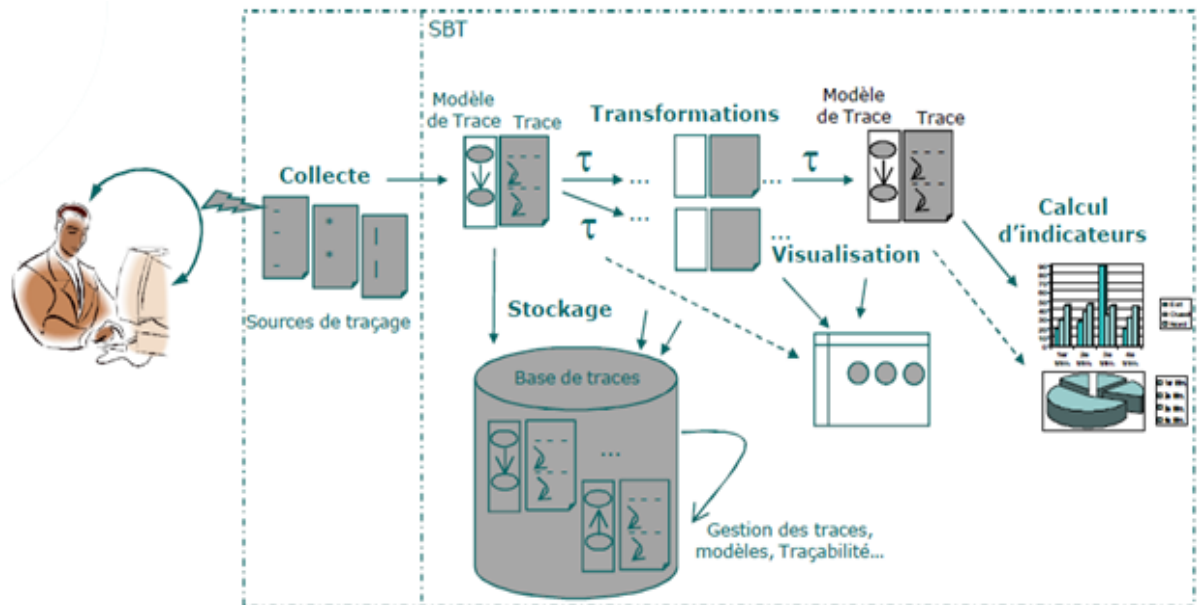 SBT
Modèle
de Trace
Trace
Transformations
Modèle
de Trace
Trace
Collecte
τ
...
...
τ
τ
...
...
Calcul
d'indicateurs
Visualisation
Sources de traçage
Stockage
Base de traces
...
Gestion des traces,
modèles, Traçabilité...